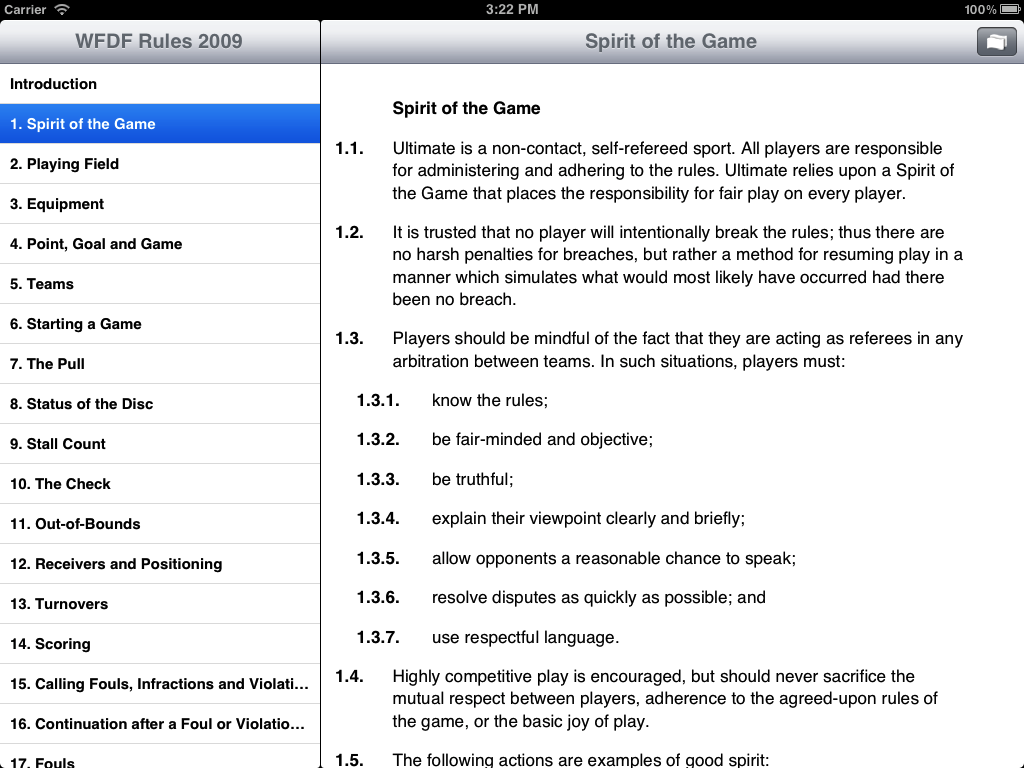 Carrier 3:22 PM 100%
WFDF Rules 2009
Introduction
1. Spirit of the Game
2. Playing Field
3. Equipment
4. Point, Goal and Game
5. Teams
6. Starting a Game
7. The Pull
8. Status of the Disc
9. Stall Count
10. The Check
11. Out-of-Bounds
12. Receivers and Positioning
13. Turnovers
14. Scoring
15. Calling Fouls, Infractions and Violati...
16. Continuation after a Foul or Violatio...
17. Fouls
Spirit of the Game
Spirit of the Game
1.1. Ultimate is a non-contact, self-refereed sport. All players are responsible
for administering and adhering to the rules. Ultimate relies upon a Spirit of
the Game that places the responsibility for fair play on every player.
1.2. It is trusted that no player will intentionally break the rules; thus there are
no harsh penalties for breaches, but rather a method for resuming play in a
manner which simulates what would most likely have occurred had there
been no breach.
1.3. Players should be mindful of the fact that they are acting as referees in any
arbitration between teams. In such situations, players must:
1.3.1. know the rules;
1.3.2. be fair-minded and objective;
1.3.3. be truthful;
1.3.4. explain their viewpoint clearly and briefly;
1.3.5. allow opponents a reasonable chance to speak;
1.3.6. resolve disputes as quickly as possible; and
1.3.7. use respectful language.
1.4. Highly competitive play is encouraged, but should never sacrifice the
mutual respect between players, adherence to the agreed-upon rules of
the game, or the basic joy of play.
1.5. The following actions are examples of good spirit: